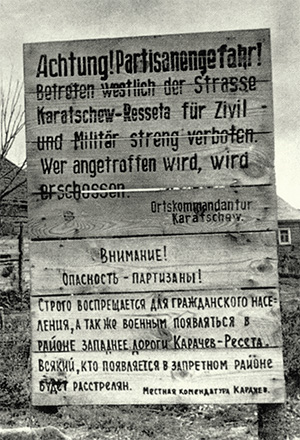 Achtung! Partisanengefahr!
Betreten westlich der Strasse
Karatschew-Resseta für Zivil
und Militär streng verboten.
Wer angetroffen wird, wird
erschossen.
Ortskommandantur
Karatschew.
Внимание!
Опасность - партизаны!
Строго воспрещается для гражданского насе-
ления, а также военным появляться в
районе западнее дороги Карачев-Ресета.
Всякий, кто появляется в запретном районе
будет расстрелян. Местная комендатура Карачев.